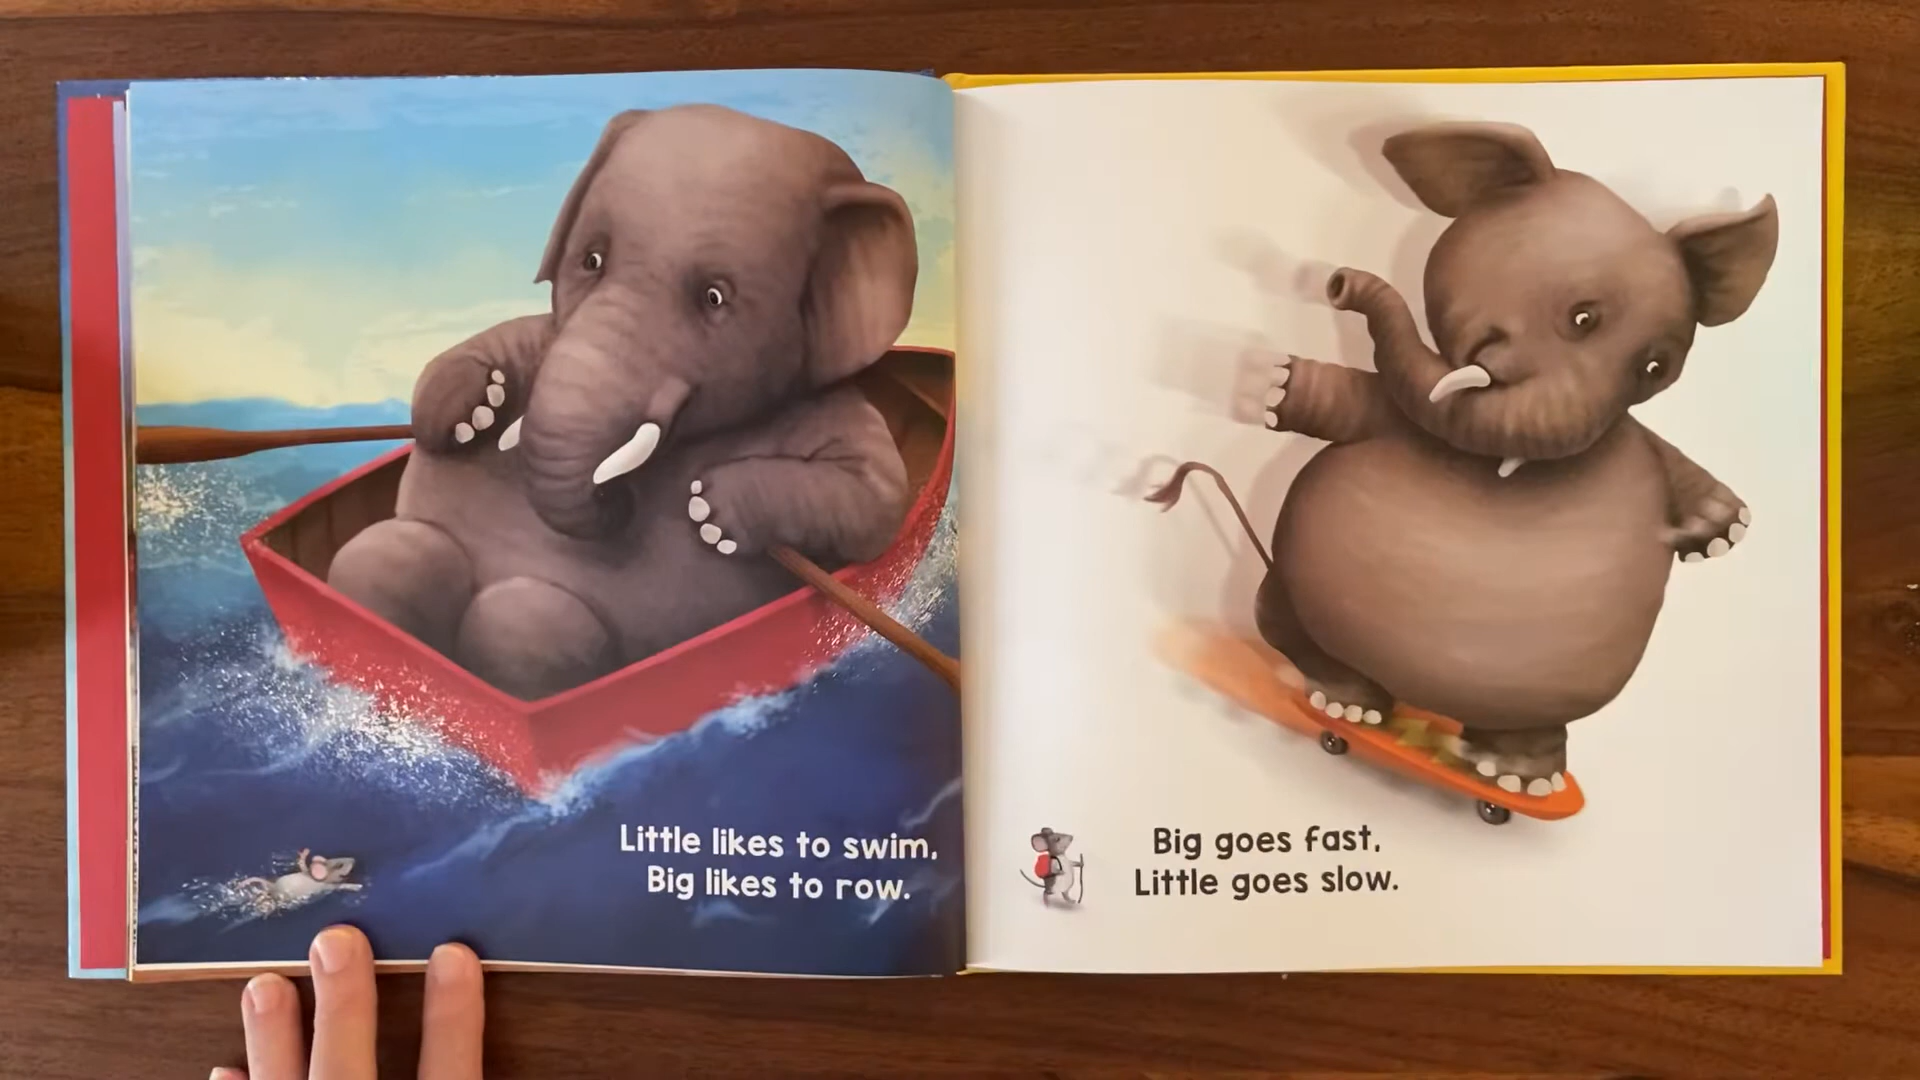 Little likes to swim,
Big likes to row.
Big goes fast,
Little goes slow.